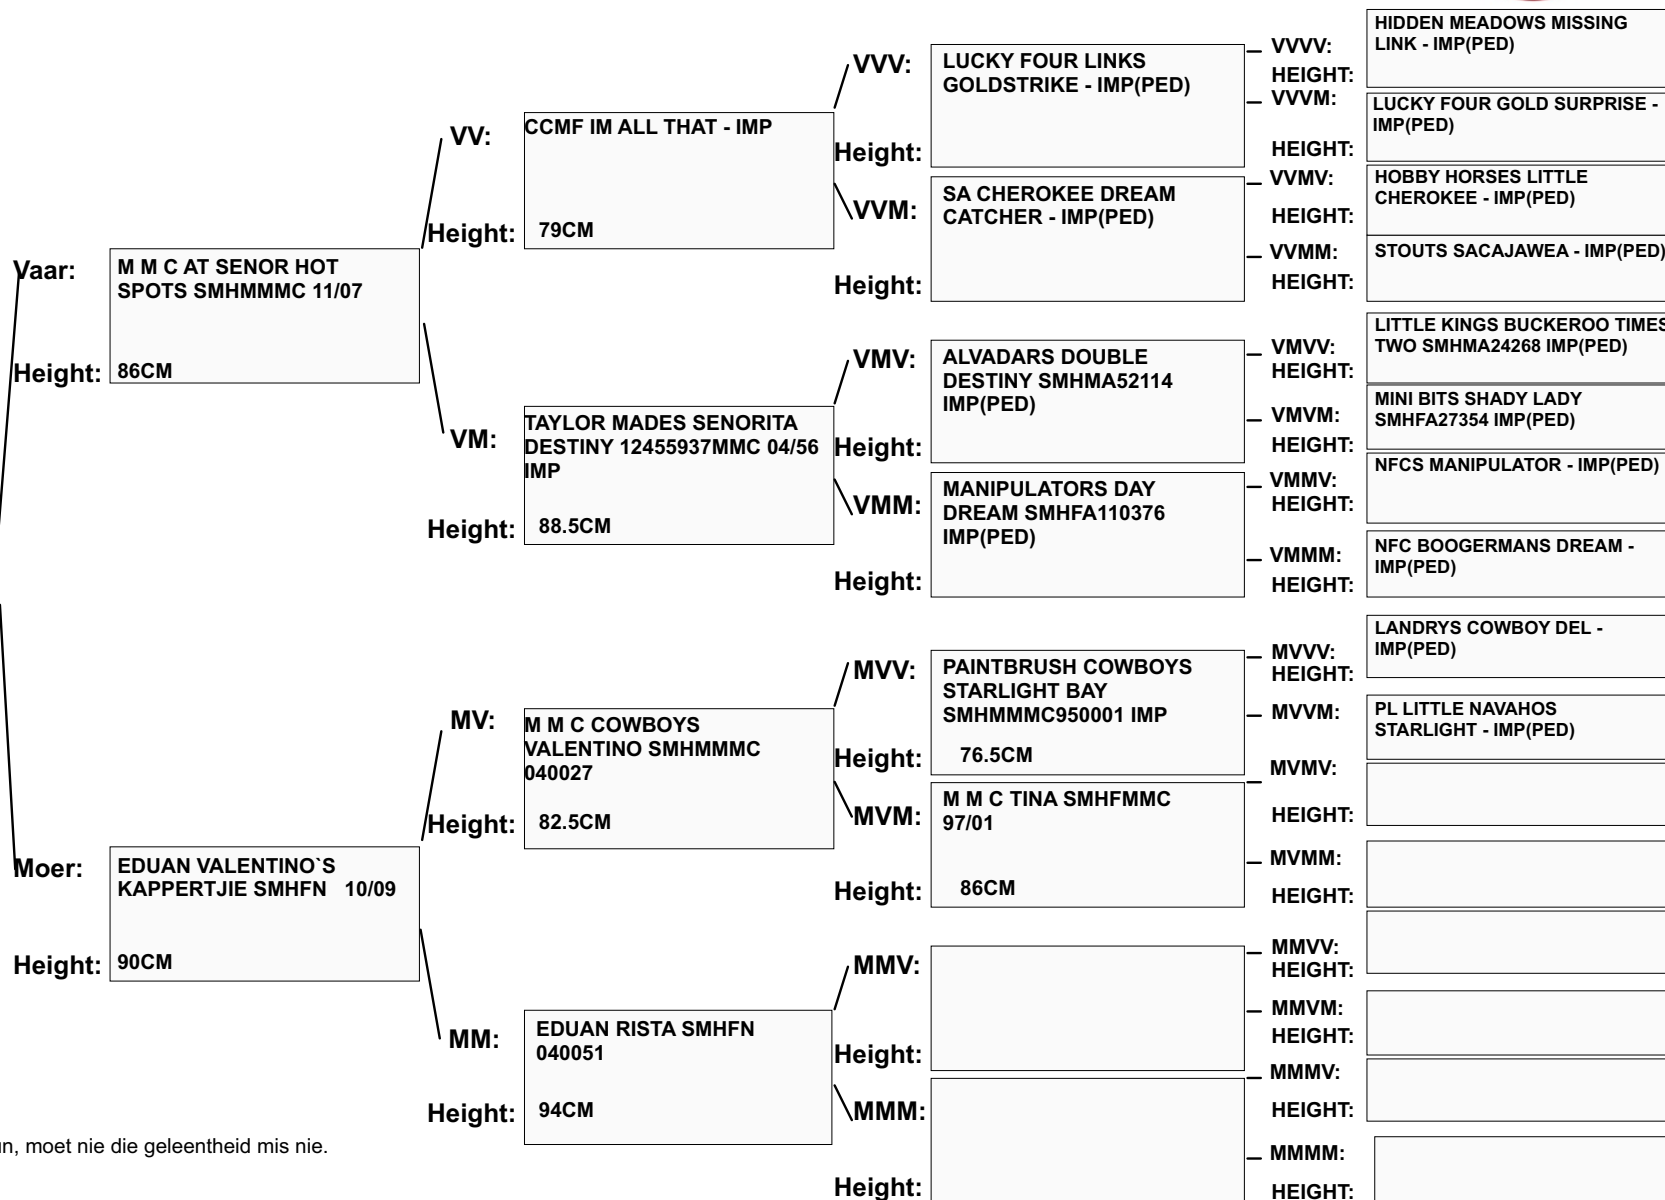 Vaar:
M M C AT SENOR HOT
SPOTS SMHMMMC 11/07
Height:
86CM
Moer:
EDUAN VALENTINO`S
KAPPERTJIE SMHFN   10/09
Height:
90CM
VV:
CCMF IM ALL THAT - IMP
Height:
79CM
VM:
TAYLOR MADES SENORITA
DESTINY 12455937MMC 04/56
IMP
Height:
88.5CM
MV:
M M C COWBOYS
VALENTINO SMHMMMC
040027
Height:
82.5CM
MM:
EDUAN RISTA SMHFN
040051
Height:
94CM
VVV:
LUCKY FOUR LINKS
GOLDSTRIKE - IMP(PED)
Height:
VVM:
SA CHEROKEE DREAM
CATCHER - IMP(PED)
Height:
VMV:
ALVADARS DOUBLE
DESTINY SMHMA52114
IMP(PED)
Height:
VMM:
MANIPULATORS DAY
DREAM SMHFA110376
IMP(PED)
Height:
MVV:
PAINTBRUSH COWBOYS
STARLIGHT BAY
SMHMMMC950001 IMP
Height:
76.5CM
MVM:
M M C TINA SMHFMMC
97/01
Height:
86CM
MMV:
Height:
MMM:
Height:
VVVV:
HIDDEN MEADOWS MISSING
LINK - IMP(PED)
HEIGHT:
VVVM:
LUCKY FOUR GOLD SURPRISE -
IMP(PED)
HEIGHT:
VVMV:
HOBBY HORSES LITTLE
CHEROKEE - IMP(PED)
HEIGHT:
VVMM:
STOUTS SACAJAWEA - IMP(PED)
HEIGHT:
VMVV:
LITTLE KINGS BUCKEROO TIMES
TWO SMHMA24268 IMP(PED)
HEIGHT:
VMVM:
MINI BITS SHADY LADY
SMHFA27354 IMP(PED)
HEIGHT:
VMMV:
NFCS MANIPULATOR - IMP(PED)
HEIGHT:
VMMM:
NFC BOOGERMANS DREAM -
IMP(PED)
HEIGHT:
MVVV:
LANDRYS COWBOY DEL -
IMP(PED)
HEIGHT:
MVVM:
PL LITTLE NAVAHOS
STARLIGHT - IMP(PED)
MVMV:
HEIGHT:
MVMM:
HEIGHT:
MMVV:
HEIGHT:
MMVM:
HEIGHT:
MMMV:
HEIGHT:
MMMM:
HEIGHT:
moet nie die geleentheid mis nie.